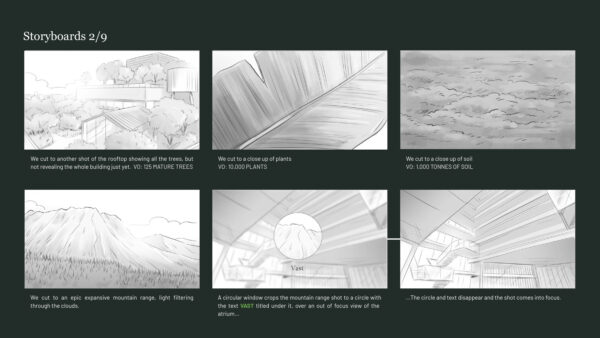 Storyboards 2/9
We cut to another shot of the rooftop showing all the trees, but
not revealing the whole building just yet. VO: 125 MATURE TREES
We cut to a close up of plants
VO: 10,000 PLANTS
We cut to a close up of soil
VO: 1,000 TONNES OF SOIL
We cut to an epic expansive mountain range, light filtering
through the clouds.
Vast
A circular window crops the mountain range shot to a circle with
the text VAST titled under it, over an out of focus view of the
atrium...
...The circle and text disappear and the shot comes into focus.